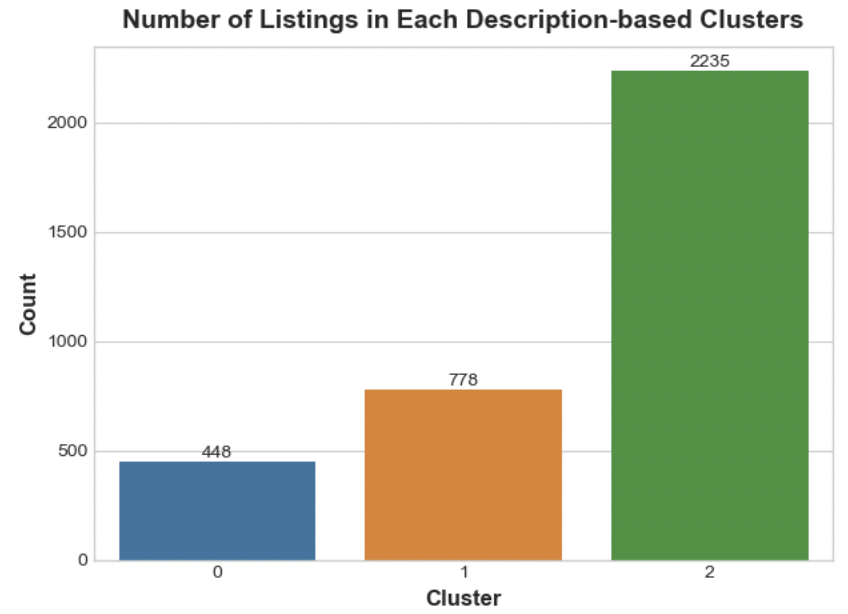 Number of Listings in Each Description-based Clusters
2235
2000
1500
Count
1000
778
500
448
0
0 1 2
Cluster